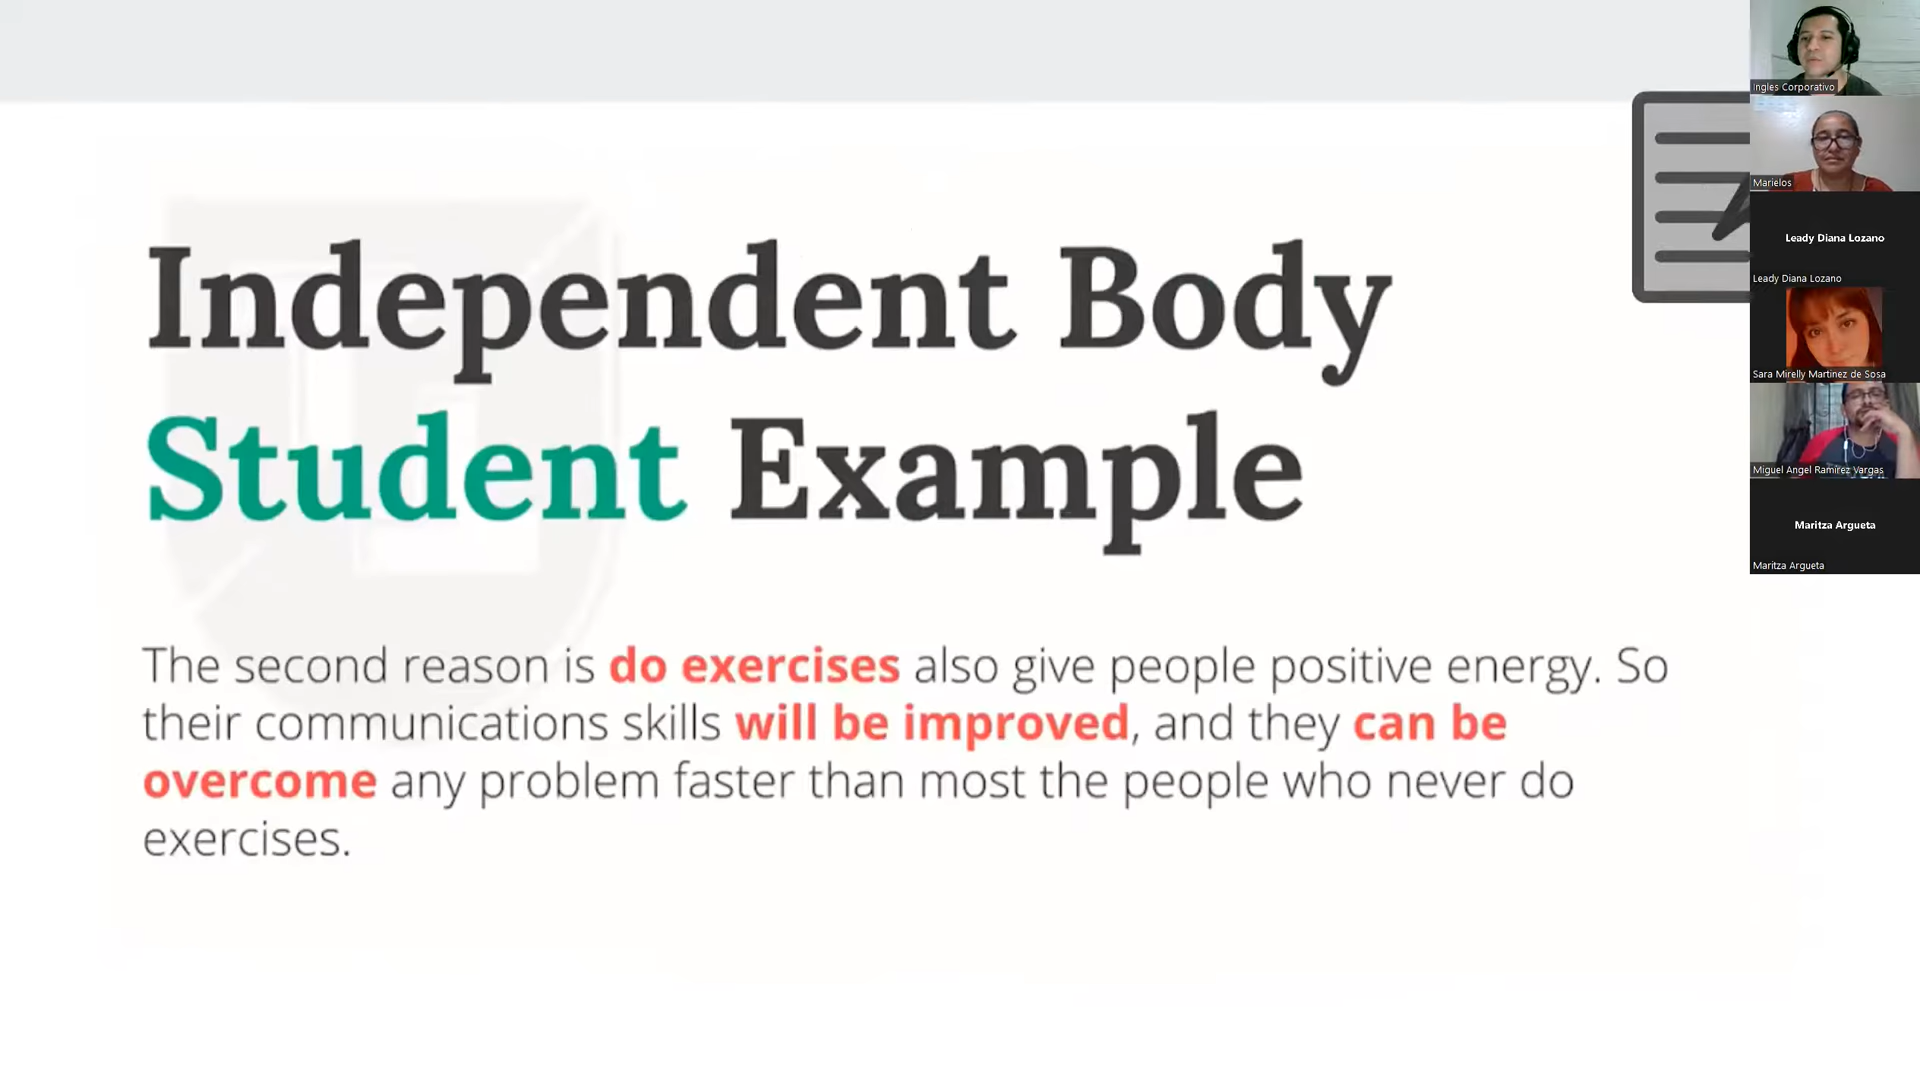 Independent Body
Student Example
The second reason is do exercises also give people positive energy. So
their communications skills will be improved, and they can be
overcome any problem faster than most the people who never do
exercises.
Ingles Corporativo
Marielos
Leady Diana Lozano
Leady Diana Lozano
Sara Mirelly Martinez de Sosa
Miguel Angel Ramirez Vargas
Maritza Argueta
Maritza Argueta